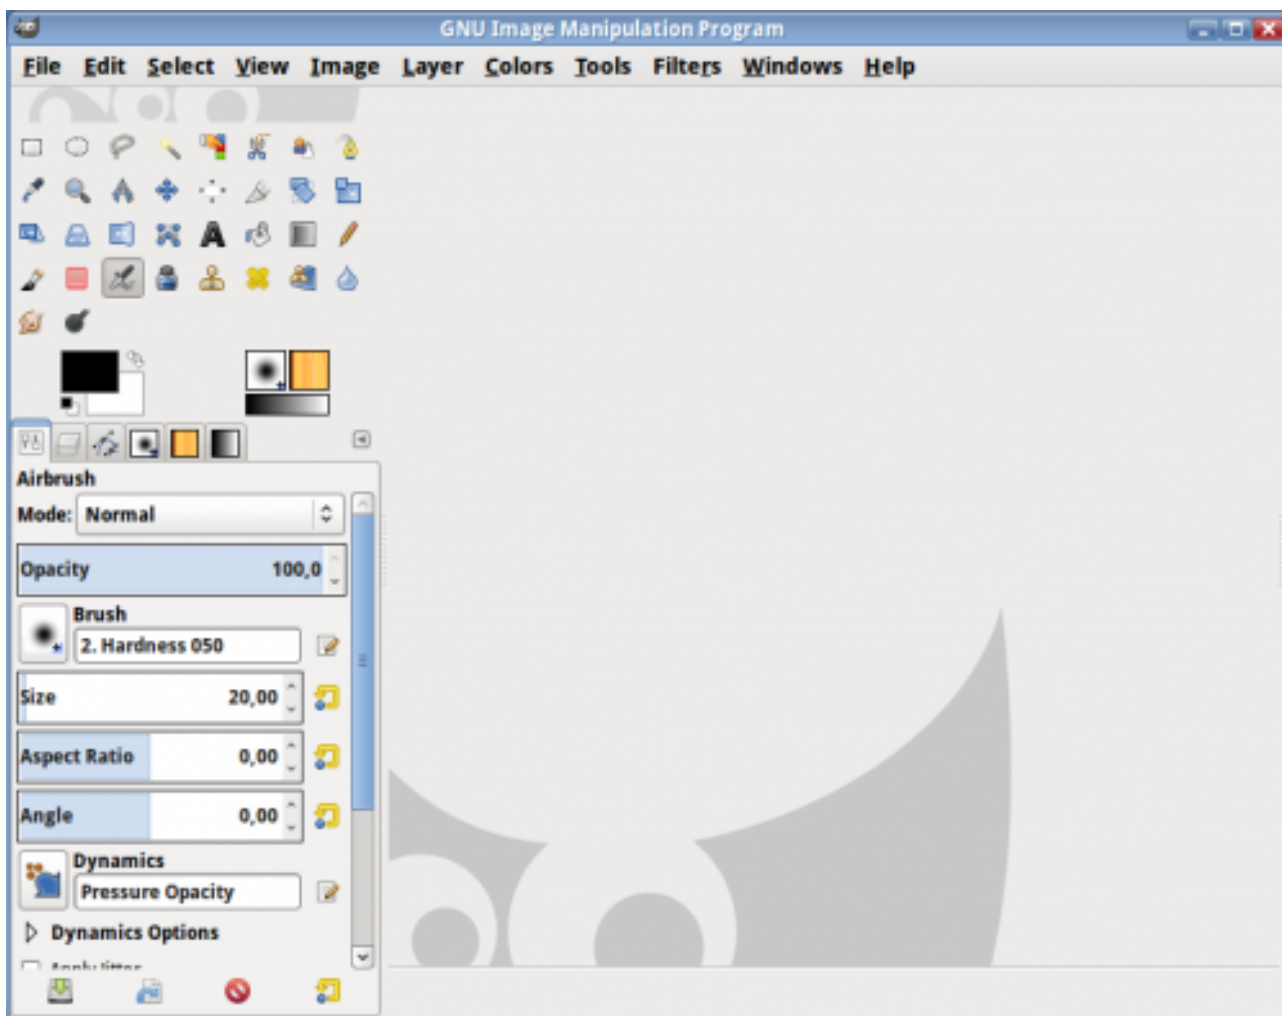 GNU Image Manipulation Program
File Edit Select View Image Layer Colors Tools Filters Windows Help
Airbrush
Mode: Normal
Opacity 100,0
Brush
2. Hardness 050
Size 20,00
Aspect Ratio 0,00
Angle 0,00
Dynamics
Pressure Opacity
Dynamics Options
Apply Jitter